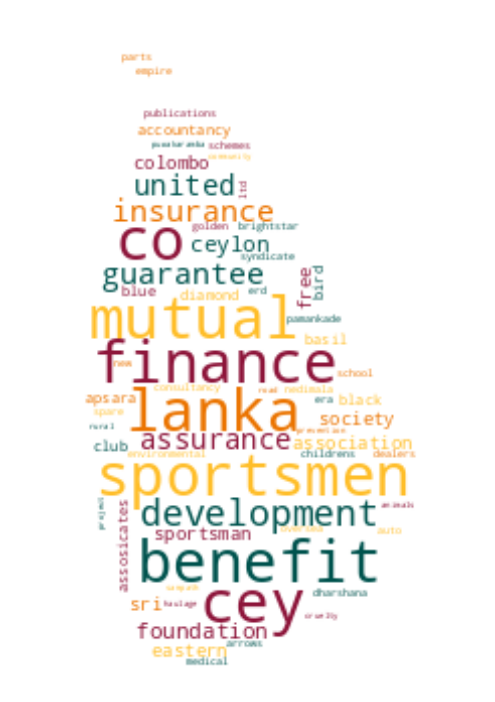 parts
empire
publications
accountancy
schemes
community
colombo
united
ltd
insurance
golden brightstar
co ceylon
syndicate
guarantee
free
bird
blue diamond erd
mutual
pamankade
basil
finance
new school
consultancy
road nedimala
apsara lanka era black
spare
society
rural prevention
assurance association
club
environmental childrens dealers
sportsmen
project assosicates animals
development
sportsman auto
benefit
dharshana
sri haulage cey
cruelty
foundation
arrows
eastern
medical